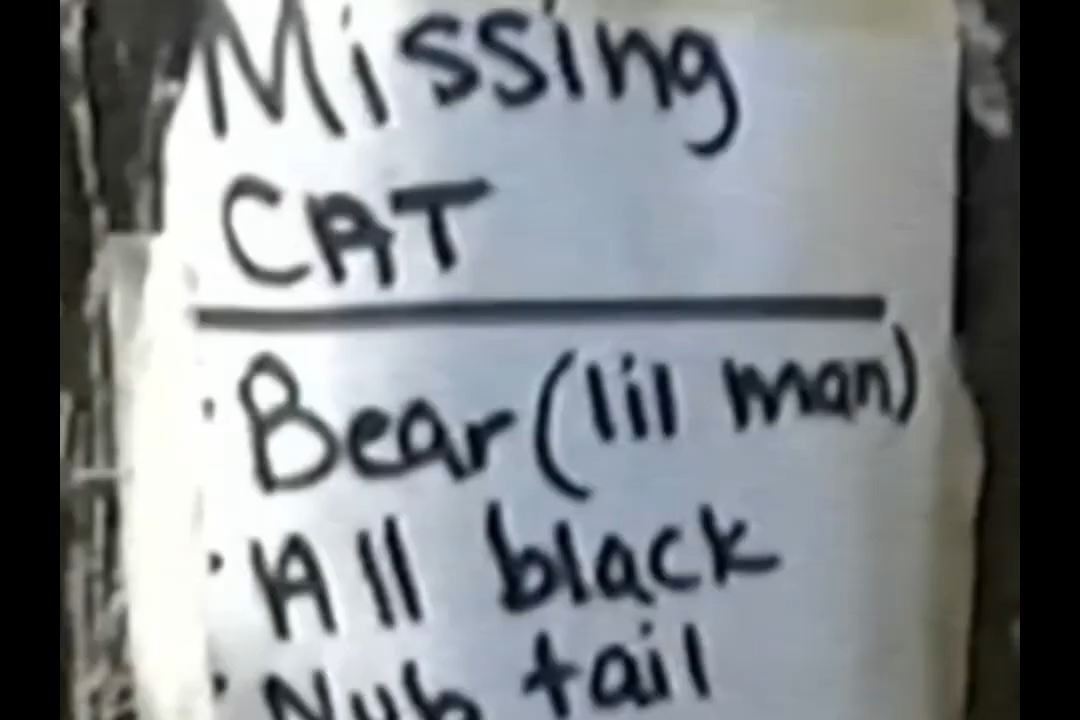 Missing
CAT
· Bear (lil man)
· All black
· Nub tail